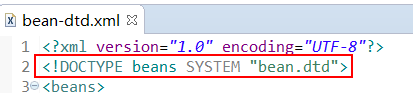 bean-dtd.xml
1 <?xml version="1.0" encoding="UTF-8"?>
2 <!DOCTYPE beans SYSTEM "bean.dtd">
3 <beans>